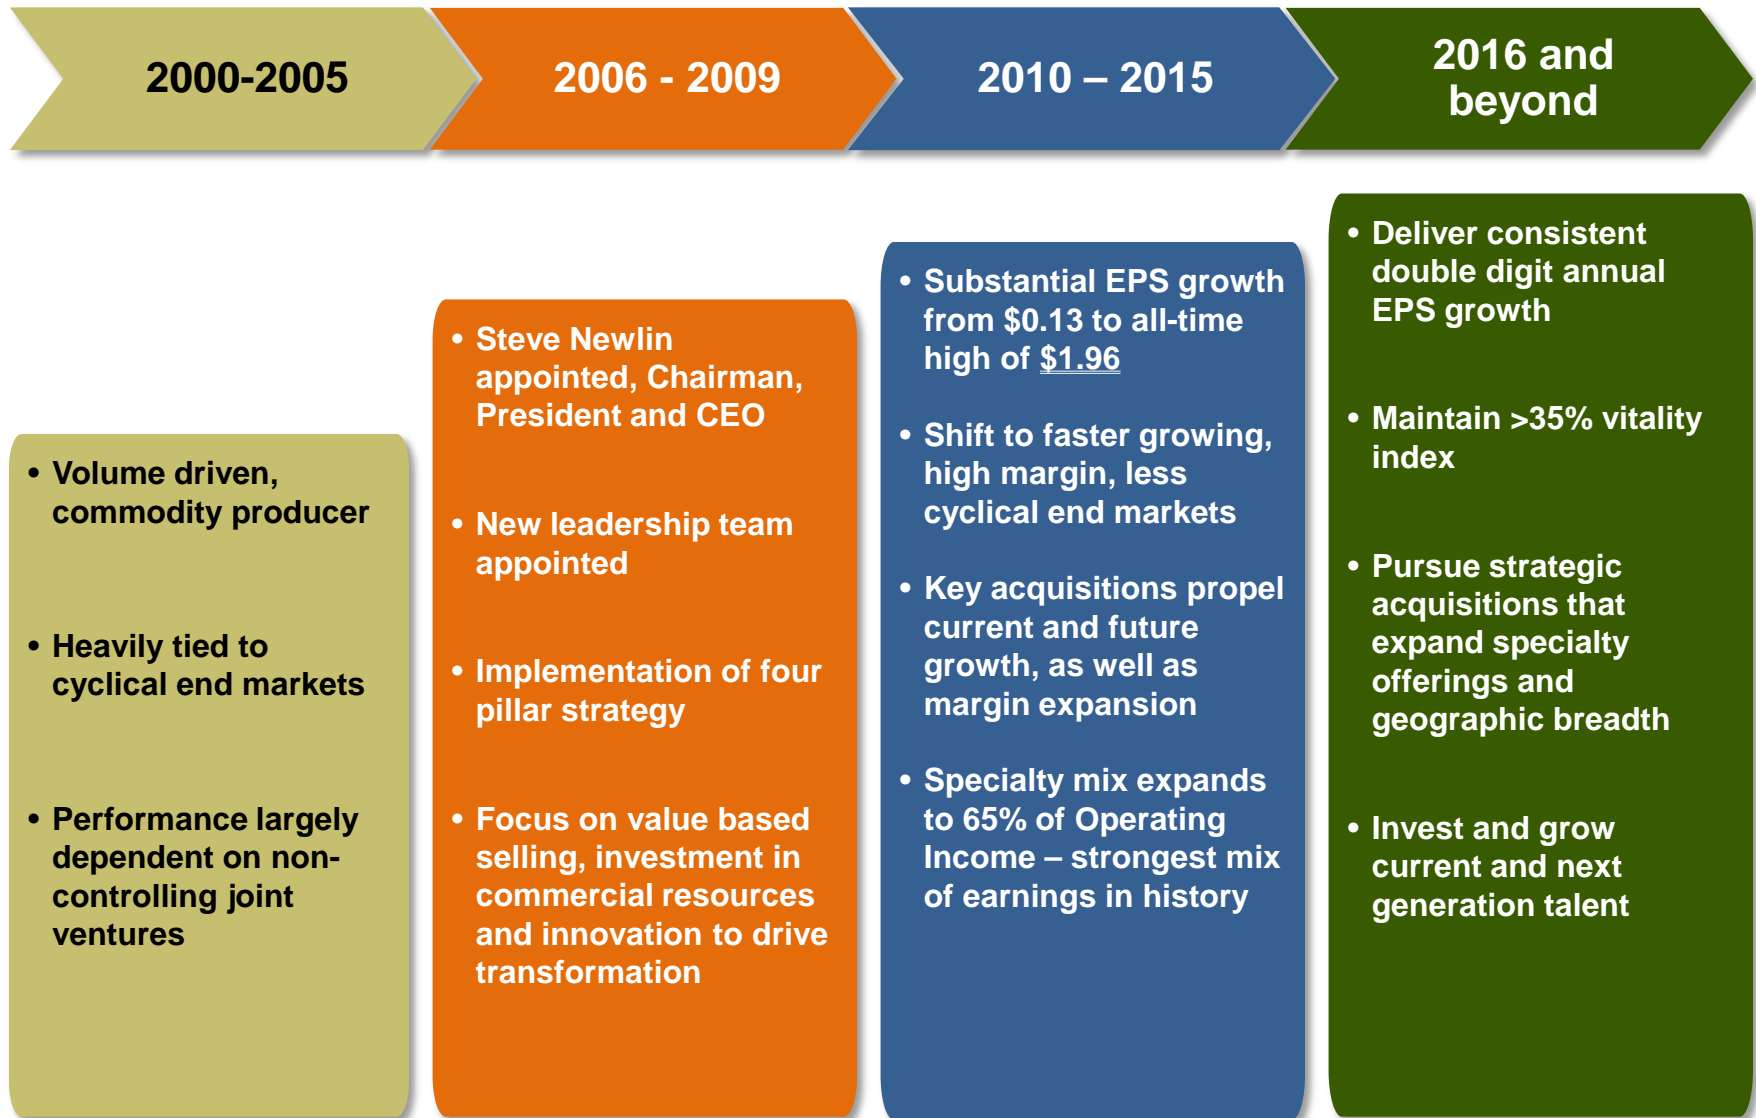 2000-2005
2006 - 2009
2010 – 2015
2016 and
beyond
• Volume driven,
commodity producer
• Heavily tied to
cyclical end markets
• Performance largely
dependent on non-
controlling joint
ventures
• Steve Newlin
appointed, Chairman,
President and CEO
• New leadership team
appointed
• Implementation of four
pillar strategy
• Focus on value based
selling, investment in
commercial resources
and innovation to drive
transformation
• Substantial EPS growth
from $0.13 to all-time
high of $1.96
• Shift to faster growing,
high margin, less
cyclical end markets
• Key acquisitions propel
current and future
growth, as well as
margin expansion
• Specialty mix expands
to 65% of Operating
Income – strongest mix
of earnings in history
• Deliver consistent
double digit annual
EPS growth
• Maintain >35% vitality
index
• Pursue strategic
acquisitions that
expand specialty
offerings and
geographic breadth
• Invest and grow
current and next
generation talent